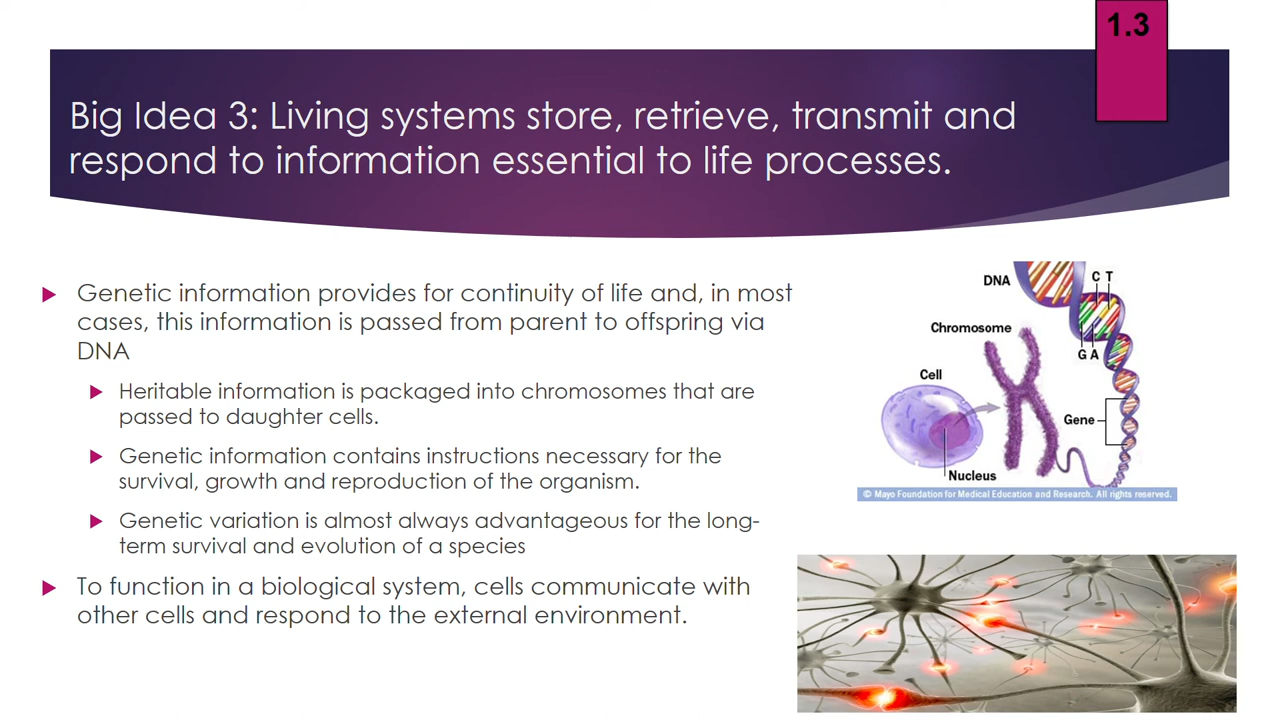 1.3
Big Idea 3: Living systems store, retrieve, transmit and
respond to information essential to life processes.
Genetic information provides for continuity of life and, in most
cases, this information is passed from parent to offspring via
DNA
Heritable information is packaged into chromosomes that are
passed to daughter cells.
Genetic information contains instructions necessary for the
survival, growth and reproduction of the organism.
Genetic variation is almost always advantageous for the long-
term survival and evolution of a species
To function in a biological system, cells communicate with
other cells and respond to the external environment.
DNA
C T
G A
Chromosome
Cell
Gene
Nucleus
© Mayo Foundation for Medical Education and Research. All rights reserved.